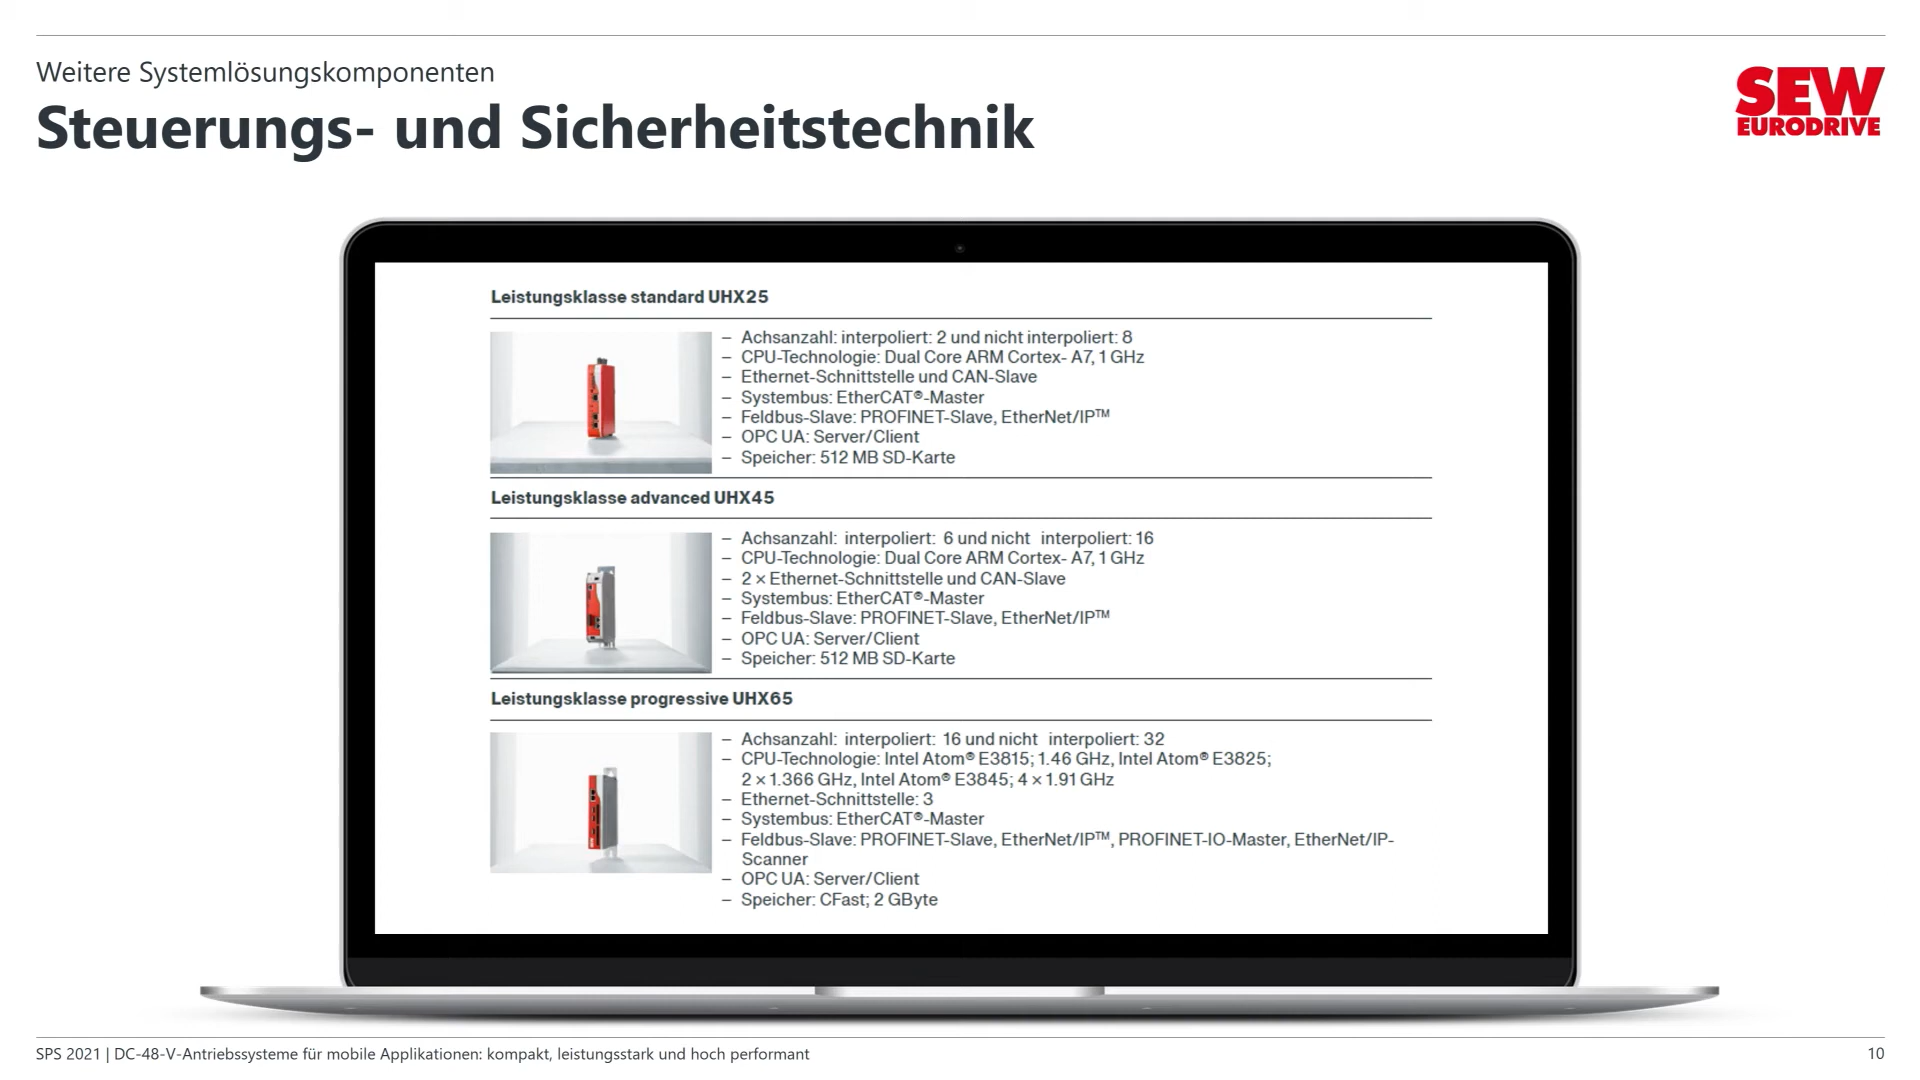 Weitere Systemlösungskomponenten
Steuerungs- und Sicherheitstechnik
SEW
EURODRIVE
Leistungsklasse standard UHX25
– Achsanzahl: interpoliert: 2 und nicht interpoliert: 8
– CPU-Technologie: Dual Core ARM Cortex- A7, 1 GHz
– Ethernet-Schnittstelle und CAN-Slave
– Systembus: EtherCAT®-Master
– Feldbus-Slave: PROFINET-Slave, EtherNet/IP™
– OPC UA: Server/Client
– Speicher: 512 MB SD-Karte
Leistungsklasse advanced UHX45
– Achsanzahl: interpoliert: 6 und nicht interpoliert: 16
– CPU-Technologie: Dual Core ARM Cortex- A7, 1 GHz
– 2 × Ethernet-Schnittstelle und CAN-Slave
– Systembus: EtherCAT®-Master
– Feldbus-Slave: PROFINET-Slave, EtherNet/IP™
– OPC UA: Server/Client
– Speicher: 512 MB SD-Karte
Leistungsklasse progressive UHX65
– Achsanzahl: interpoliert: 16 und nicht interpoliert: 32
– CPU-Technologie: Intel Atom® E3815; 1.46 GHz, Intel Atom® E3825;
2 × 1.366 GHz, Intel Atom® E3845; 4 × 1.91 GHz
– Ethernet-Schnittstelle: 3
– Systembus: EtherCAT®-Master
– Feldbus-Slave: PROFINET-Slave, EtherNet/IP™, PROFINET-IO-Master, EtherNet/IP-
Scanner
– OPC UA: Server/Client
– Speicher: CFast; 2 GByte
SPS 2021 | DC-48-V-Antriebssysteme für mobile Applikationen: kompakt, leistungsstark und hoch performant
10